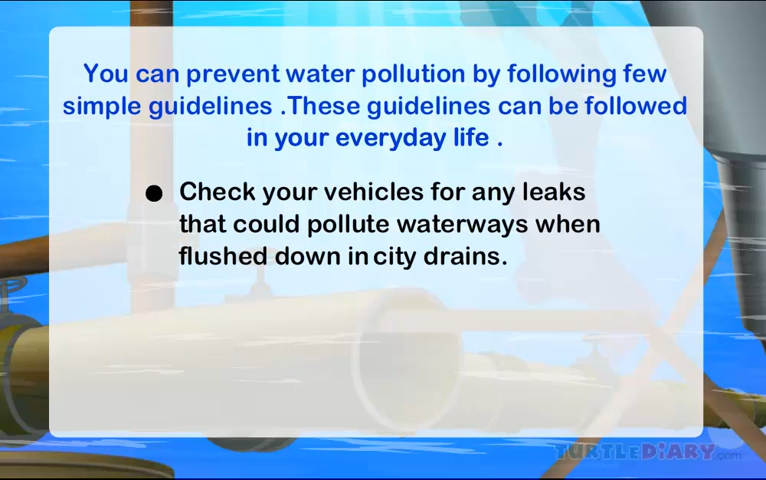 You can prevent water pollution by following few
simple guidelines .These guidelines can be followed
in your everyday life .
● Check your vehicles for any leaks
that could pollute waterways when
flushed down in city drains.
TURTLEDIARY.com